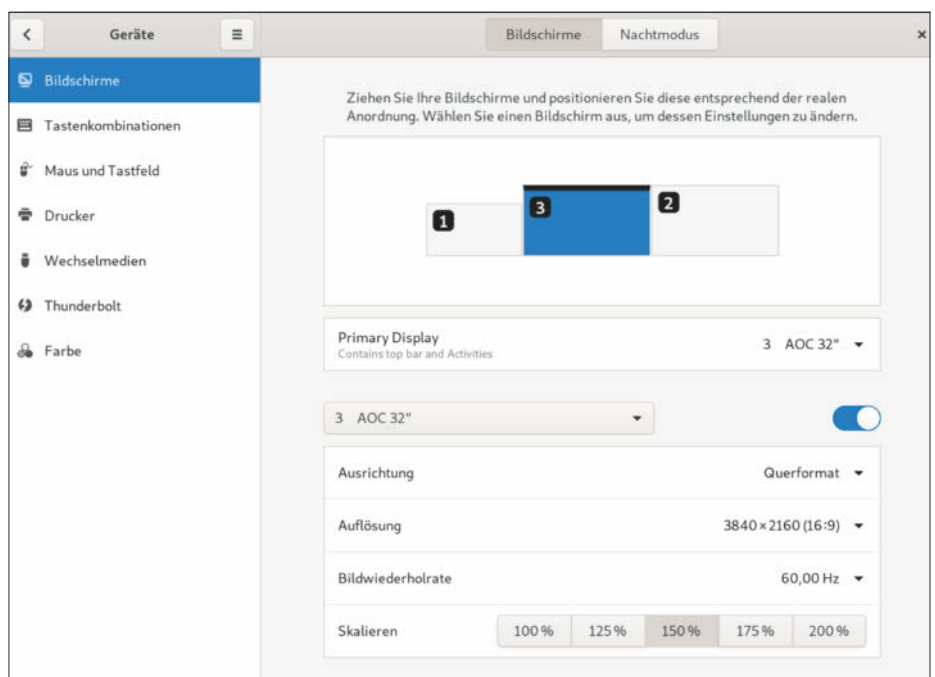 Geräte
Bildschirme Nachtmodus
Bildschirme
Tastenkombinationen
Maus und Tastfeld
Drucker
Wechselmedien
Thunderbolt
Farbe
Ziehen Sie Ihre Bildschirme und positionieren Sie diese entsprechend der realen
Anordnung. Wählen Sie einen Bildschirm aus, um dessen Einstellungen zu ändern.
1 3 2
Primary Display 3 AOC 32"
Contains top bar and Activities
3 AOC 32"
Ausrichtung Querformat
Auflösung 3840 × 2160 (16:9)
Bildwiederholrate 60,00 Hz
Skalieren 100 % 125 % 150 % 175 % 200 %